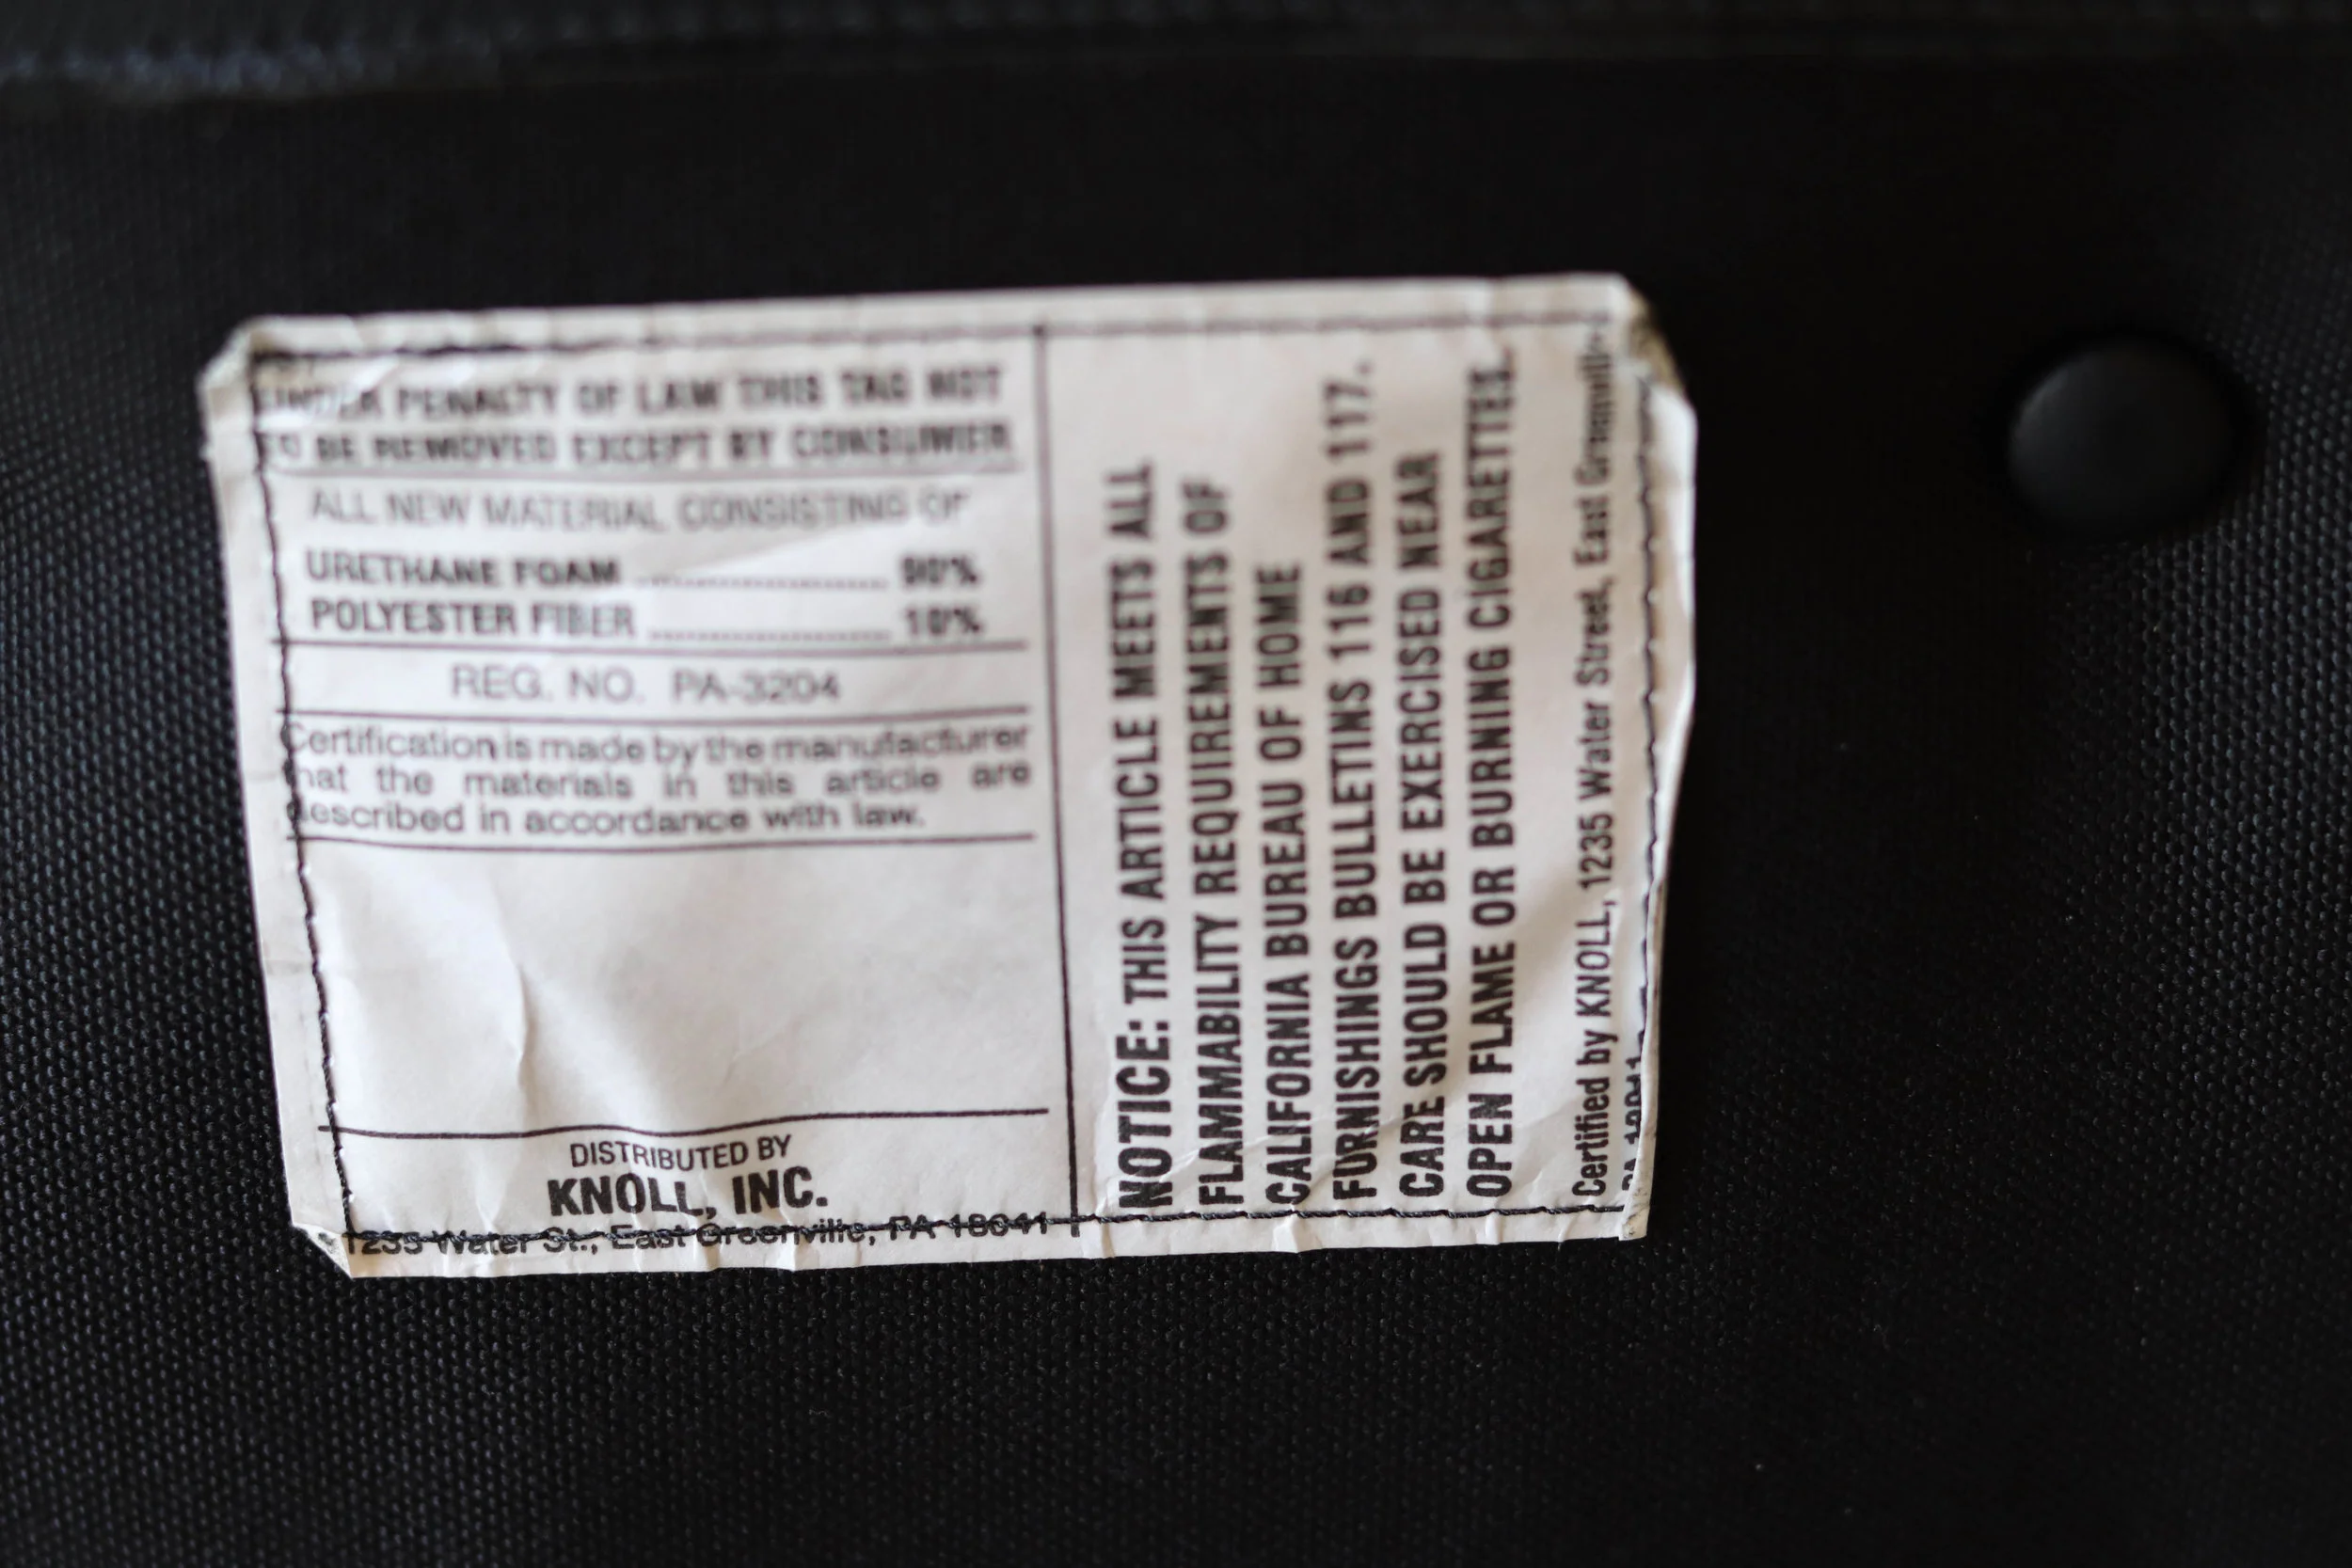 UNDER PENALTY OF LAW THIS TAG NOT
TO BE REMOVED EXCEPT BY CONSUMER
ALL NEW MATERIAL CONSISTING OF
URETHANE FOAM .............................. 90%
POLYESTER FIBER .............................. 10%
REG. NO. PA-3204
Certification is made by the manufacturer
that the materials in this article are
described in accordance with law.
DISTRIBUTED BY
KNOLL, INC.
1235 Water St., East Greenville, PA 18041
NOTICE: THIS ARTICLE MEETS ALL
FLAMMABILITY REQUIREMENTS OF
CALIFORNIA BUREAU OF HOME
FURNISHINGS BULLETINS 116 AND 117.
CARE SHOULD BE EXERCISED NEAR
OPEN FLAME OR BURNING CIGARETTES.
Certified by KNOLL, 1235 Water Street, East Greenville
PA 18041